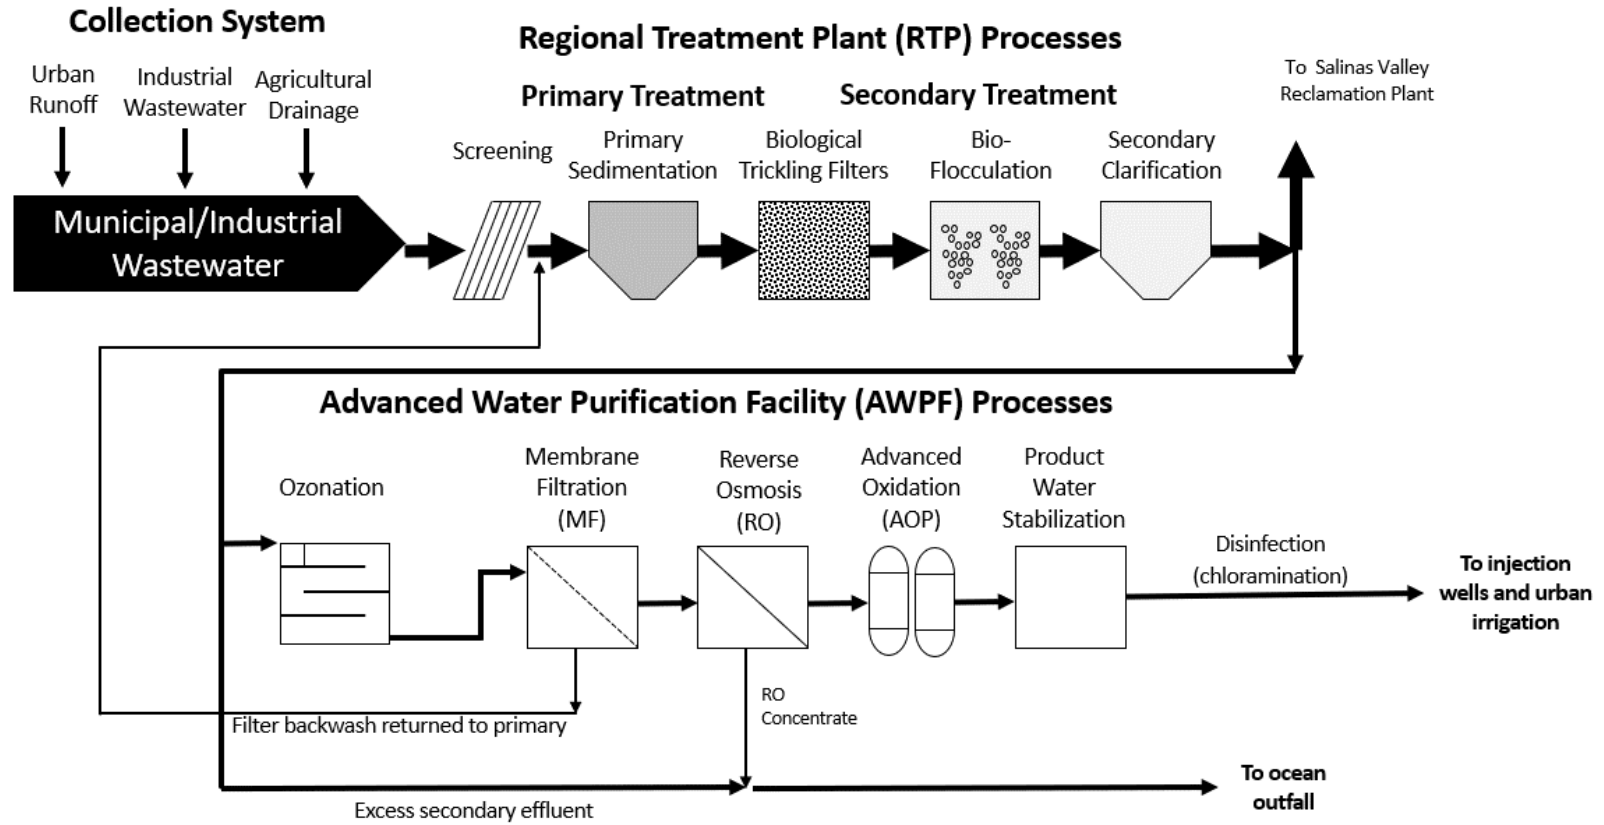 Collection System
Regional Treatment Plant (RTP) Processes
Urban
Runoff
Industrial
Wastewater
Agricultural
Drainage
To Salinas Valley
Reclamation Plant
Primary Treatment
Secondary Treatment
Screening
Primary
Sedimentation
Biological
Trickling Filters
Bio-
Flocculation
Secondary
Clarification
Municipal/Industrial
Wastewater
Advanced Water Purification Facility (AWPF) Processes
Ozonation
Membrane
Filtration
(MF)
Reverse
Osmosis
(RO)
Advanced
Oxidation
(AOP)
Product
Water
Stabilization
Disinfection
(chloramination)
To injection
wells and urban
irrigation
RO
Concentrate
Filter backwash returned to primary
Excess secondary effluent
To ocean
outfall